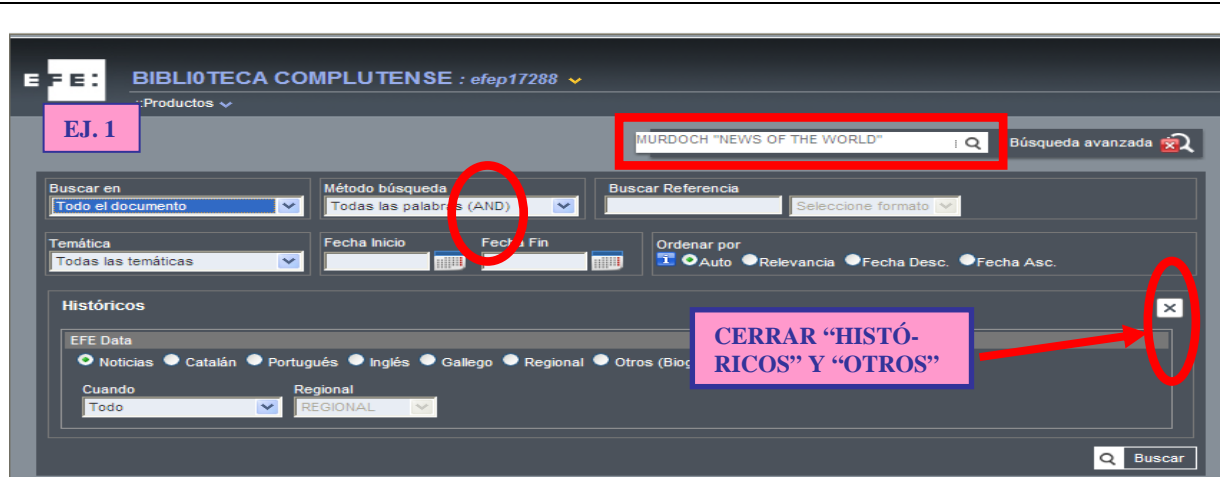 EFE: BIBLI0TECA COMPLUTENSE : efep17288
::Productos
EJ. 1
MURDOCH "NEWS OF THE WORLD"
Búsqueda avanzada
Buscar en Método búsqueda Buscar Referencia
Todo el documento Todas las palabras (AND) Seleccione formato
Temática Fecha Inicio Fecha Fin Ordenar por
Todas las temáticas Auto Relevancia Fecha Desc. Fecha Asc.
Históricos
EFE Data
Noticias Catalán Portugués Inglés Gallego Regional Otros
CERRAR “HISTÓ-
RICOS” Y “OTROS”
Cuando Regional
Todo REGIONAL
Buscar